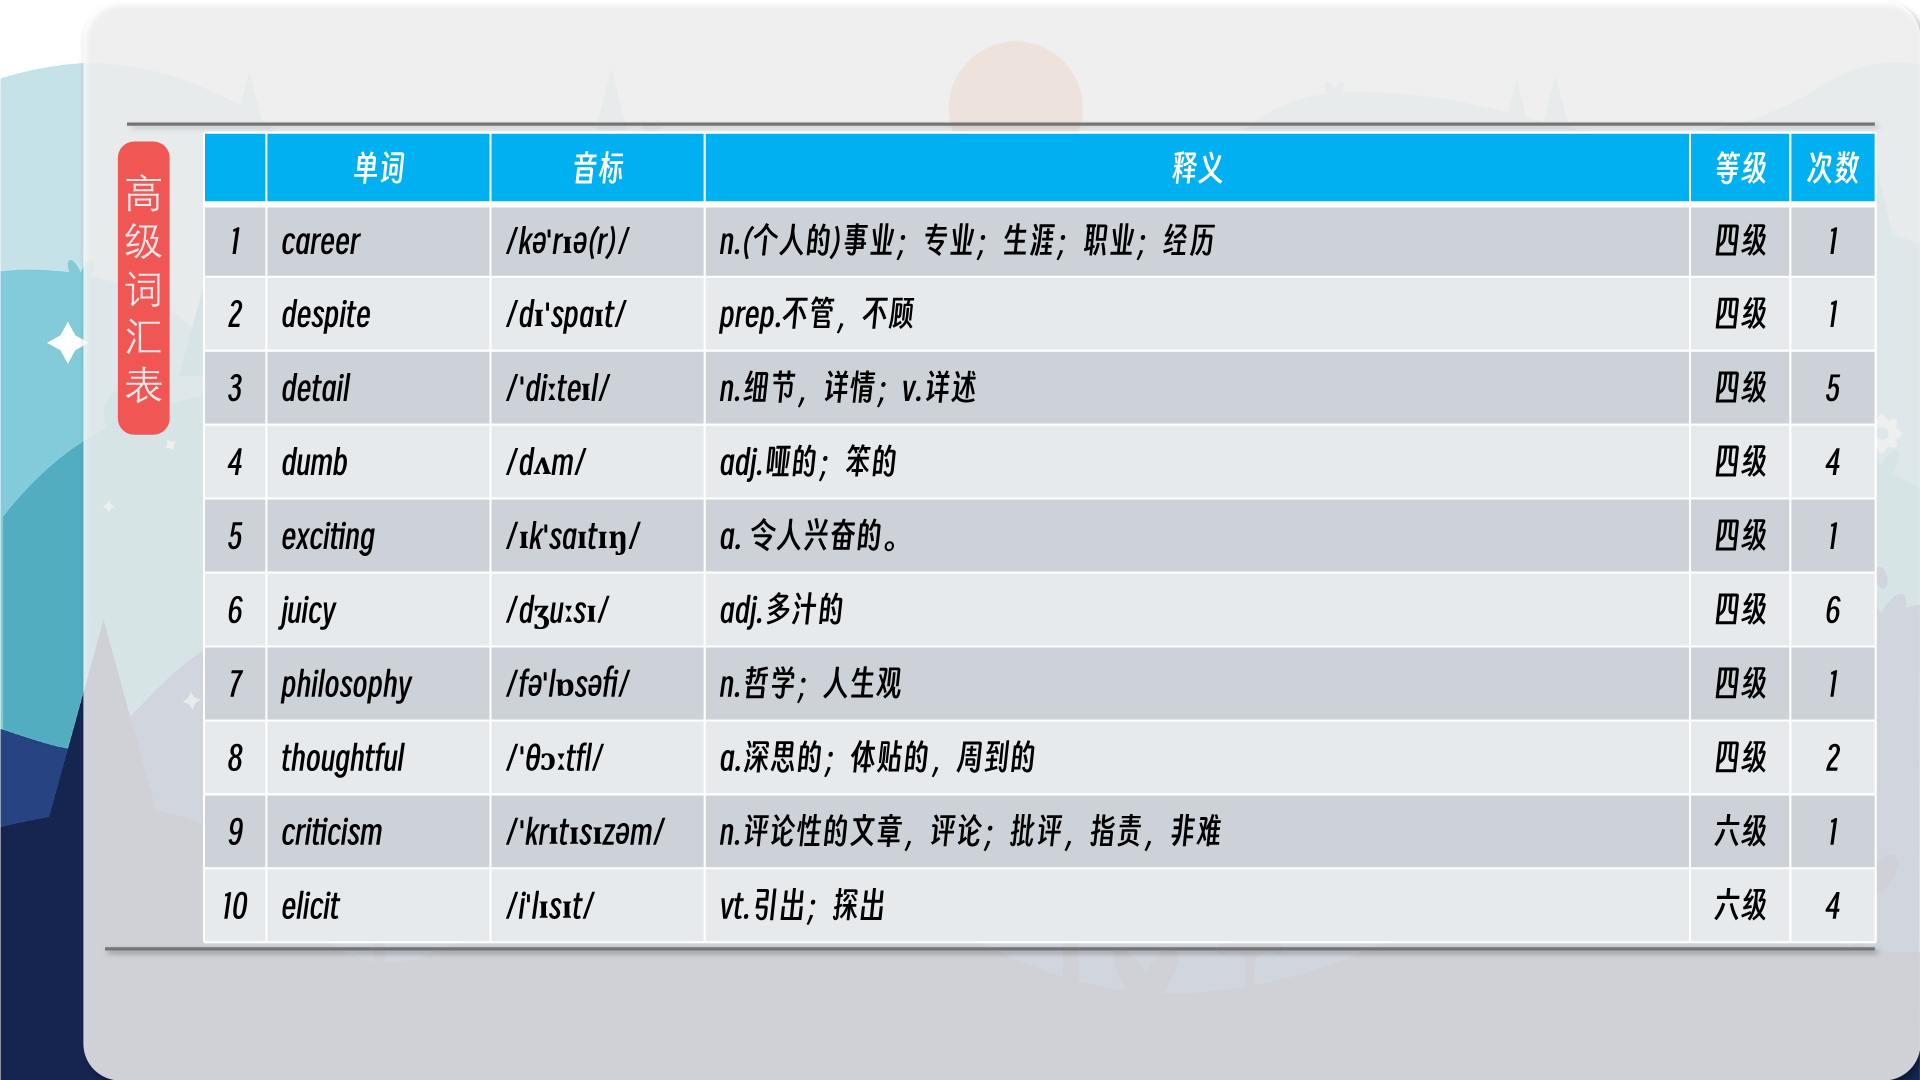 高级词汇表
单词 音标 释义 等级 次数
1 career /kə'rɪə(r)/ n.(个人的)事业；专业；生涯；职业；经历 四级 1
2 despite /dɪ'spaɪt/ prep.不管，不顾 四级 1
3 detail /'diːteɪl/ n.细节，详情；v.详述 四级 5
4 dumb /dʌm/ adj.哑的；笨的 四级 4
5 exciting /ɪk'saɪtɪŋ/ a. 令人兴奋的。 四级 1
6 juicy /dʒuːsɪ/ adj.多汁的 四级 6
7 philosophy /fə'lɒsəfi/ n.哲学；人生观 四级 1
8 thoughtful /'θɔːtfl/ a.深思的；体贴的，周到的 四级 2
9 criticism /'krɪtɪsɪzəm/ n.评论性的文章，评论；批评，指责，非难 六级 1
10 elicit /i'lɪsɪt/ vt.引出；探出 六级 4